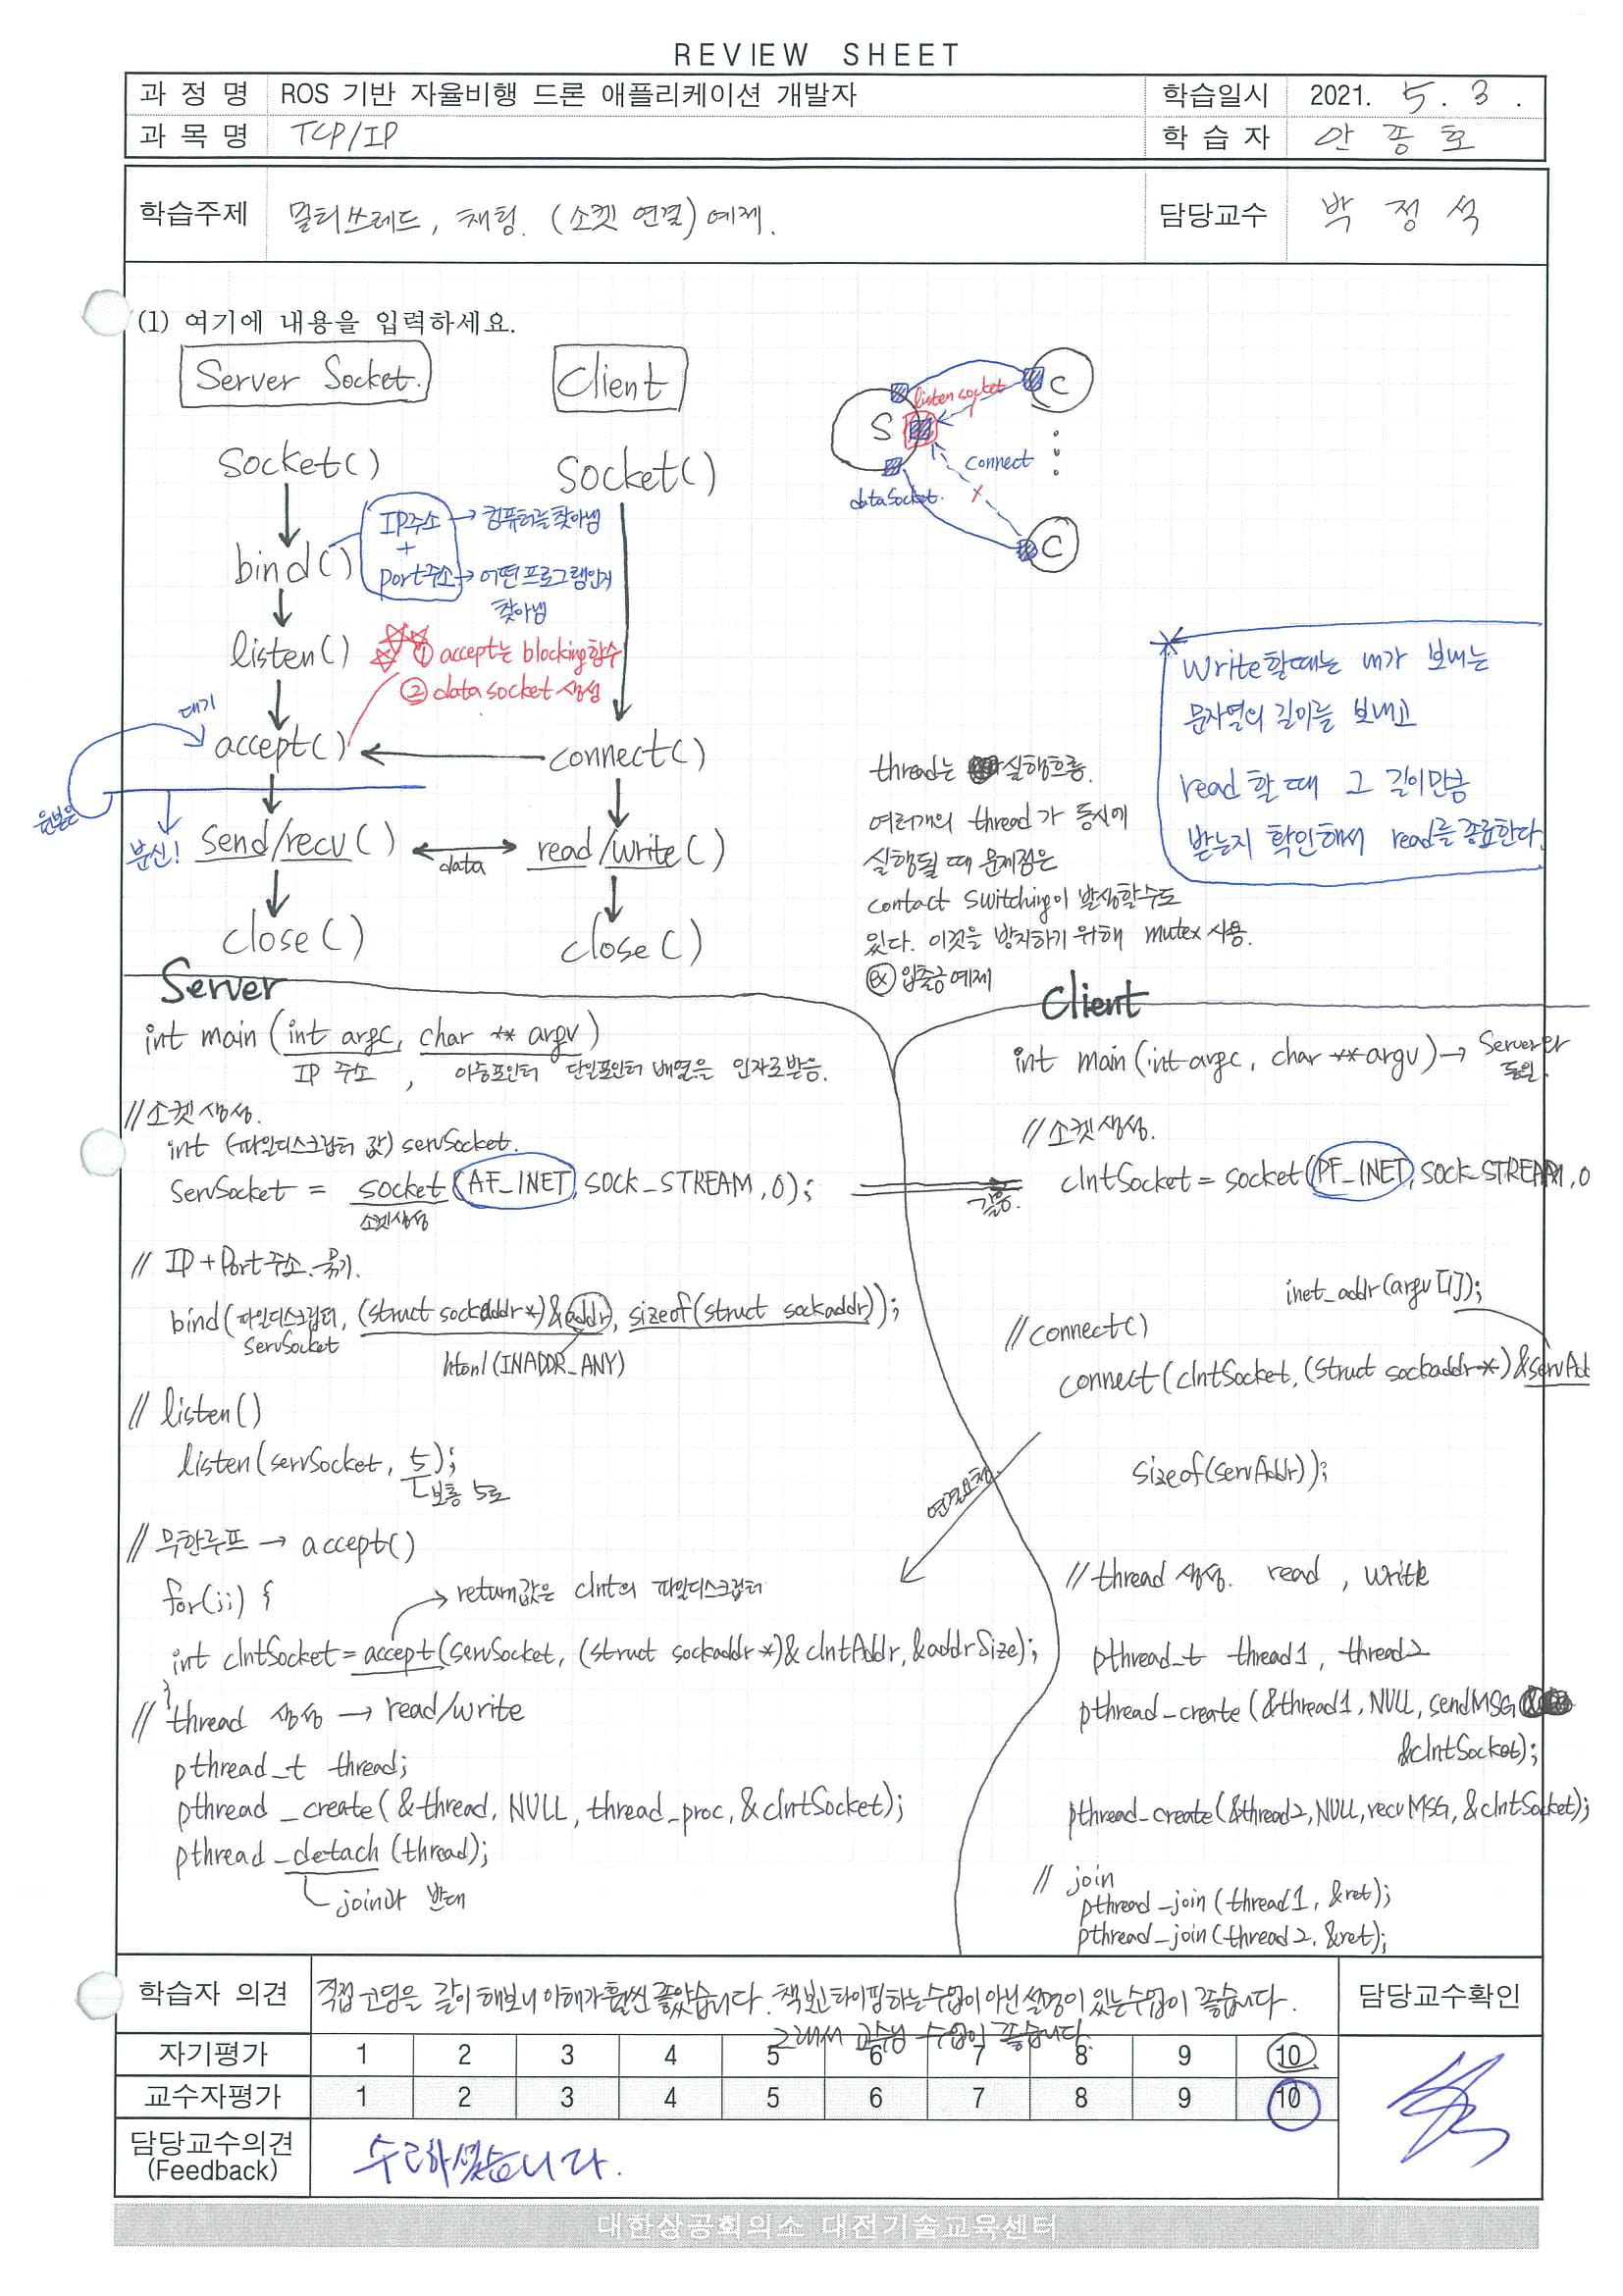 REVIEW SHEET
과 정 명 ROS 기반 자율비행 드론 애플리케이션 개발자 학습일시 2021. 5. 3 .
과 목 명 TCP/IP 학 습 자 안 종 호
학습주제 멀티쓰레드, 채팅. (소켓 연결) 예제. 담당교수 박 정 석
(1) 여기에 내용을 입력하세요.
Server Socket.
Client
socket()
socket()
bind()
IP주소 → 컴퓨터를 찾아냄
+
port주소 → 어떤 프로그램인지
찾아냄
listen()
① accept는 blocking함수
② data socket 생성
대기
accept()
connect()
원본은
분신!
send/recv()
data
read/write()
close()
close()
S
listen socket
C
connect
data socket.
C
write 할때는 내가 보내는
문자열의 길이를 보내고
read 할 때 그 길이만큼
받는지 확인해서 read를 종료한다.
thread는 실행흐름.
여러개의 thread가 동시에
실행될 때 문제점은
contact switching이 발생할수도
있다. 이것을 방지하기 위해 mutex 사용.
ex) 입출금 예제
Server
int main (int argc, char ** argv)
IP 주소 , 이중포인터 단일포인터 배열을 인자로받음.
//소켓 생성.
int (파일디스크립터 값) servSocket.
servSocket = socket(AF_INET, SOCK_STREAM, 0);
소켓생성
같음.
// IP + Port주소 묶기.
bind(파일디스크립터, (struct sockaddr*)&addr, sizeof(struct sockaddr));
servSocket
htonl(INADDR_ANY)
// listen()
listen(servSocket, 5);
보통 5로
// 무한루프 → accept()
for(;;) {
→ return값은 clnt의 파일디스크립터
int clntSocket = accept(servSocket, (struct sockaddr*)& clntAddr, &addrSize);
}
// thread 생성 → read/write
pthread_t thread;
pthread_create(&thread, NULL, thread_proc, &clntSocket);
pthread_detach(thread);
join과 반대
Client
int main(int argc, char **argv) → Server와
동일.
//소켓생성.
clntSocket = socket(PF_INET, SOCK_STREAM, 0
inet_addr(argv[1]);
//connect()
connect(clntSocket, (struct sockaddr*)&servAd
sizeof(servAddr));
연결요청.
//thread 생성. read , write
pthread_t thread1, thread2
pthread_create(&thread1, NULL, sendMSG
&clntSocket);
pthread_create(&thread2, NULL, recvMSG, &clntSocket);
// join
pthread_join(thread1, &ret);
pthread_join(thread2, &ret);
학습자 의견 직접 코딩을 같이 해보니 이해가 훨씬 좋았습니다. 책보고 타이핑하는수업이 아닌 설명이 있는수업이 좋습니다. 담당교수확인
그래서 교수님 수업이 좋습니다.
자기평가 1 2 3 4 5 6 7 8 9 10
교수자평가 1 2 3 4 5 6 7 8 9 10
담당교수의견
(Feedback)
수고하셨습니다.
대한상공회의소 대전기술교육센터